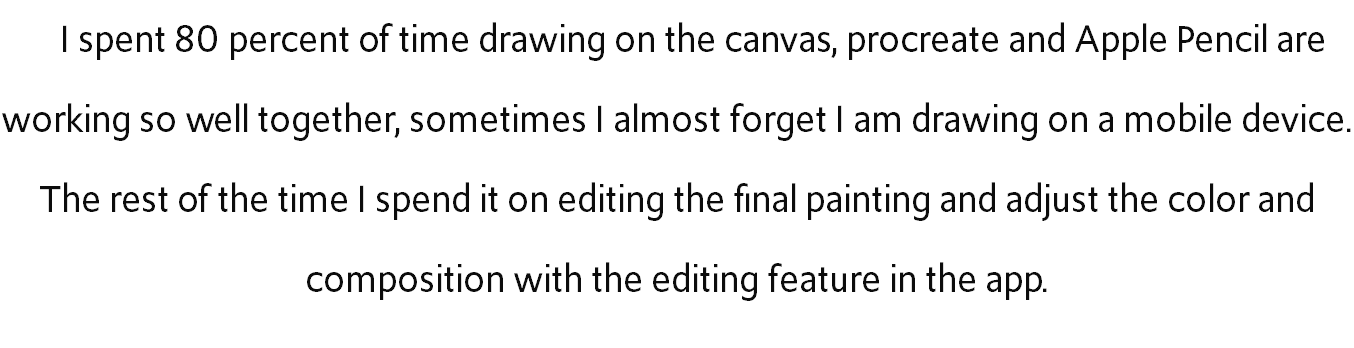 I spent 80 percent of time drawing on the canvas, procreate and Apple Pencil are
working so well together, sometimes I almost forget I am drawing on a mobile device.
The rest of the time I spend it on editing the final painting and adjust the color and
composition with the editing feature in the app.